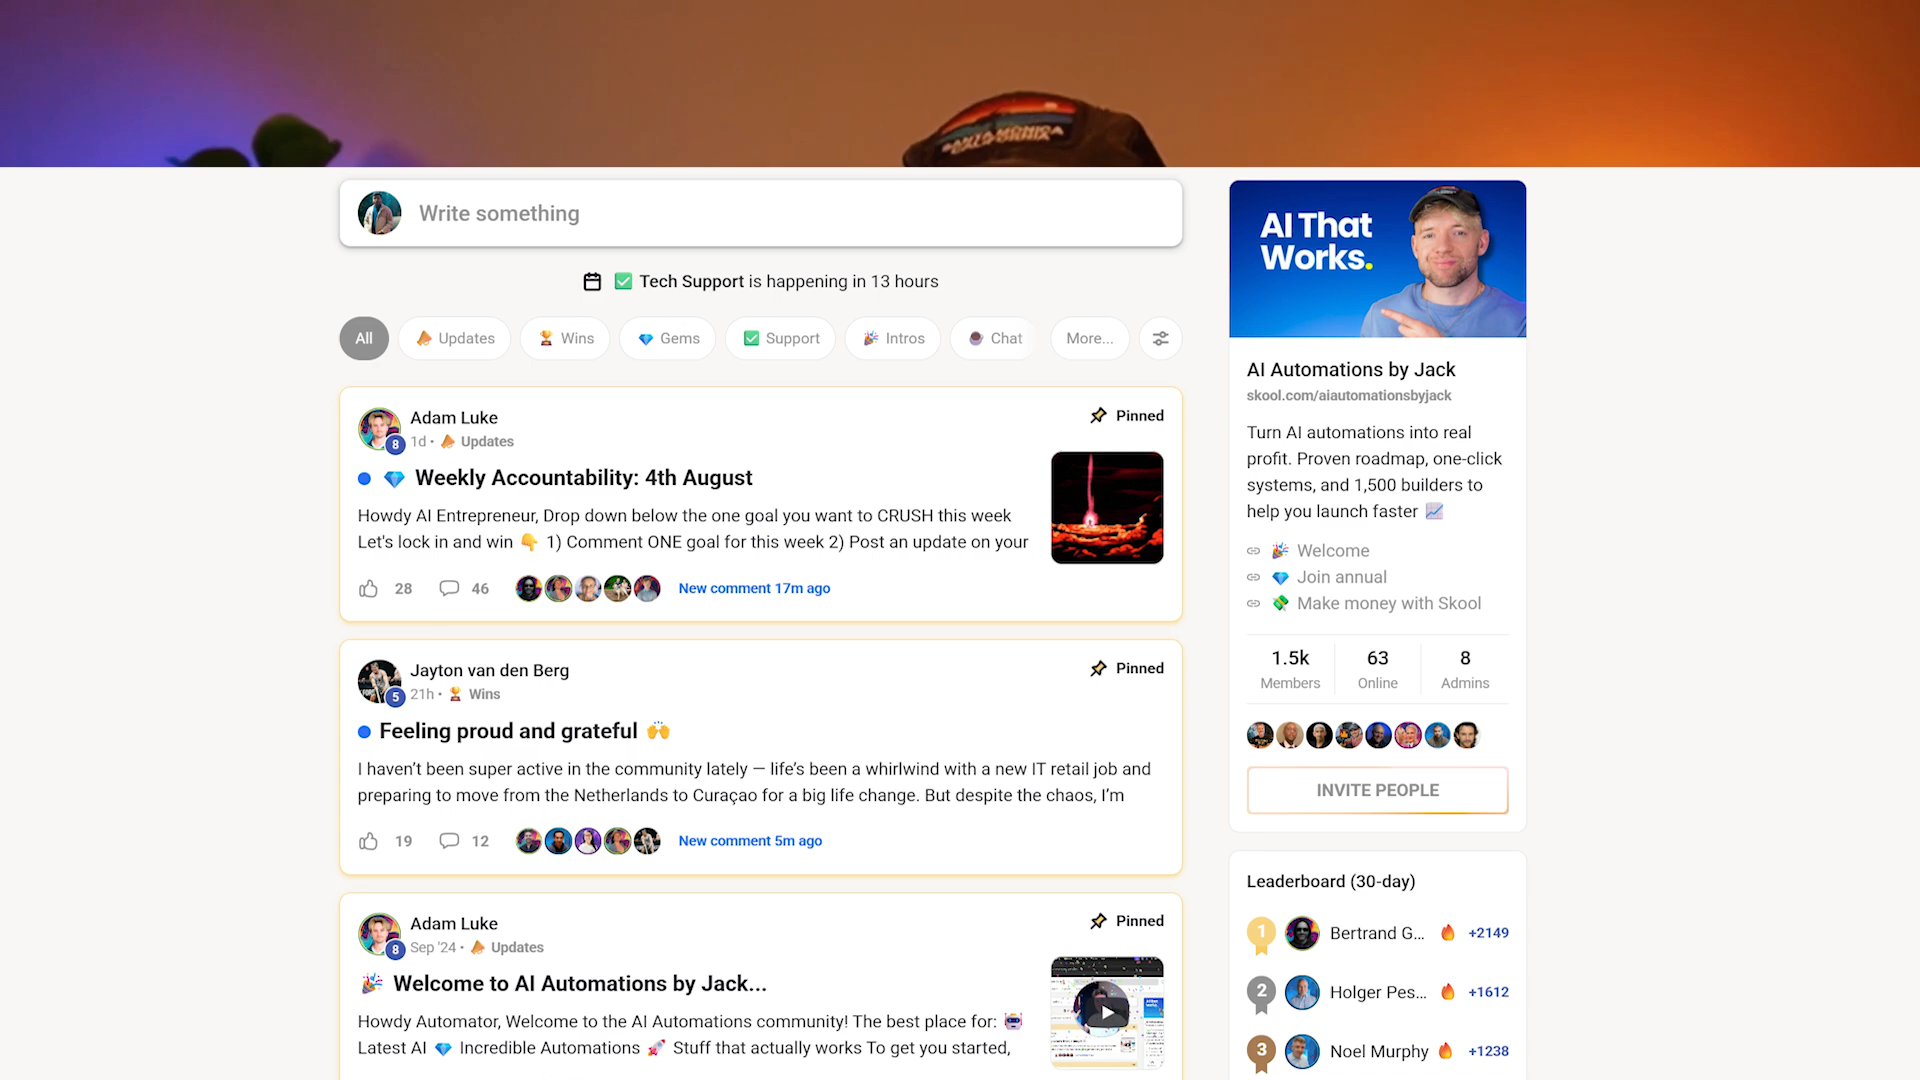 SANTA MONICA
CALIFORNIA
Write something
Tech Support is happening in 13 hours
All
Updates
Wins
Gems
Support
Intros
Chat
More...
Adam Luke
Pinned
8
1d • Updates
Weekly Accountability: 4th August
Howdy AI Entrepreneur, Drop down below the one goal you want to CRUSH this week
Let's lock in and win 1) Comment ONE goal for this week 2) Post an update on your
28
46
New comment 17m ago
Jayton van den Berg
Pinned
5
21h • Wins
Feeling proud and grateful
I haven't been super active in the community lately — life's been a whirlwind with a new IT retail job and
preparing to move from the Netherlands to Curaçao for a big life change. But despite the chaos, I'm
19
12
New comment 5m ago
Adam Luke
Pinned
8
Sep '24 • Updates
Welcome to AI Automations by Jack...
Howdy Automator, Welcome to the AI Automations community! The best place for:
Latest AI Incredible Automations Stuff that actually works To get you started,
AI That
Works.
AI Automations by Jack
skool.com/aiautomationsbyjack
Turn AI automations into real
profit. Proven roadmap, one-click
systems, and 1,500 builders to
help you launch faster
Welcome
Join annual
Make money with Skool
1.5k
Members
63
Online
8
Admins
INVITE PEOPLE
Leaderboard (30-day)
1
Bertrand G...
+2149
2
Holger Pes...
+1612
3
Noel Murphy
+1238